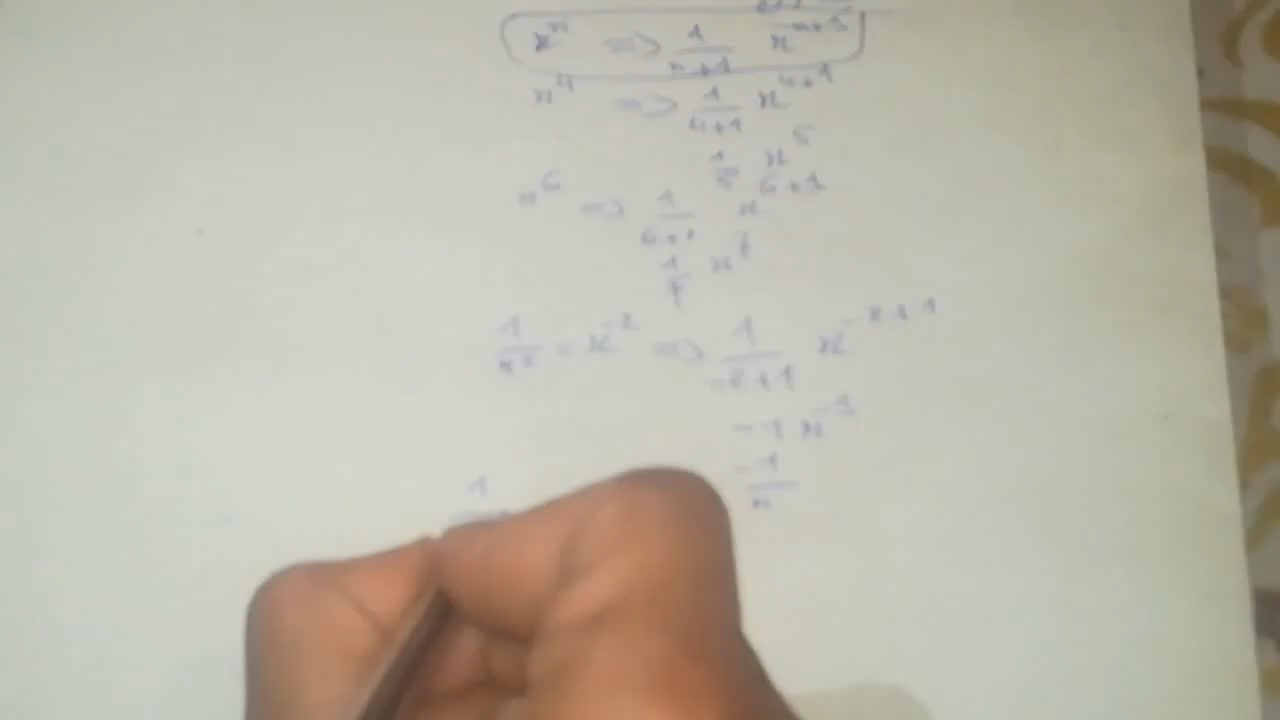 x^n => 1/(n+1) x^(n+1)
x^4 => 1/(4+1) x^(4+1)
1/5 x^5
x^6 => 1/(6+1) x^(6+1)
1/7 x^7
1/x^2 = x^-2 => 1/(-2+1) x^(-2+1)
-1 x^-1
-1/x
1